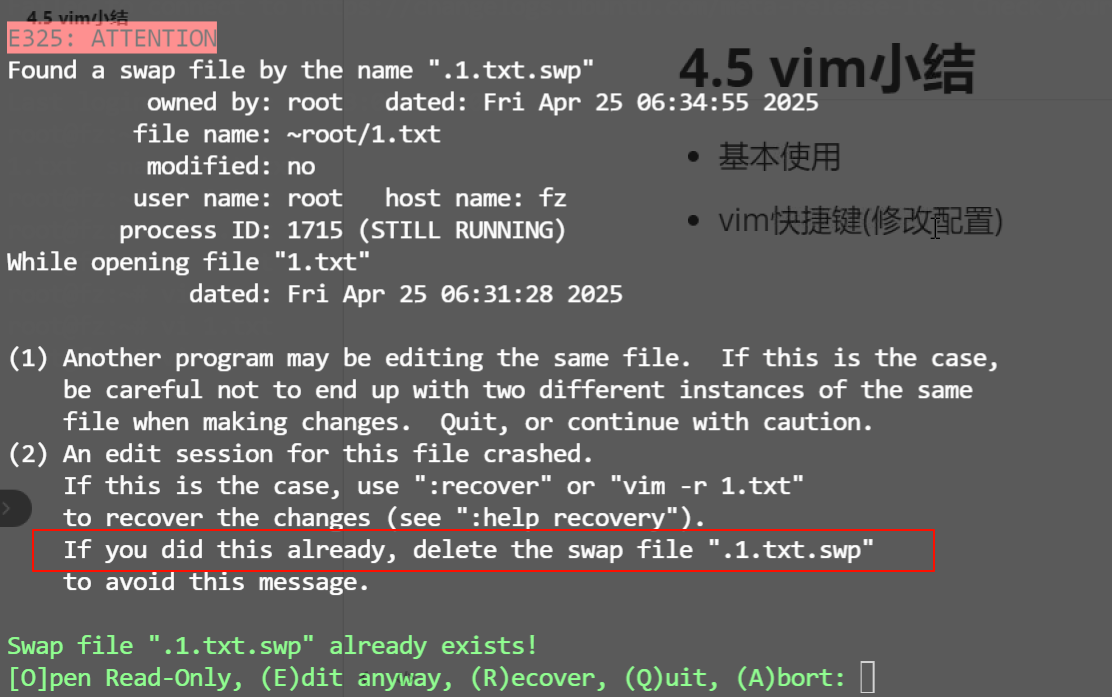 4.5 vim小结
E325: ATTENTION
4.5 vim小结
Found a swap file by the name ".1.txt.swp"
owned by: root   dated: Fri Apr 25 06:34:55 2025
file name: ~root/1.txt
• 基本使用
modified: no
user name: root   host name: fz
• vim快捷键(修改配置)
process ID: 1715 (STILL RUNNING)
While opening file "1.txt"
dated: Fri Apr 25 06:31:28 2025
(1) Another program may be editing the same file.  If this is the case,
be careful not to end up with two different instances of the same
file when making changes.  Quit, or continue with caution.
(2) An edit session for this file crashed.
If this is the case, use ":recover" or "vim -r 1.txt"
to recover the changes (see ":help recovery").
If you did this already, delete the swap file ".1.txt.swp"
to avoid this message.
Swap file ".1.txt.swp" already exists!
[O]pen Read-Only, (E)dit anyway, (R)ecover, (Q)uit, (A)bort: